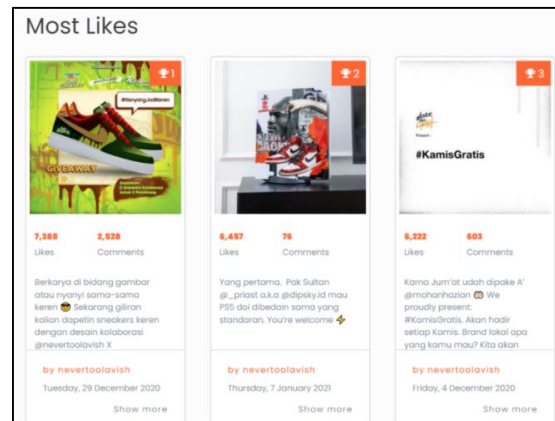 Most Likes
1
#NanyangJadiKeren
GIVEAWAY
7,388 2,528
Likes Comments
Berkarya di bidang gambar
atau nyanyi sama-sama
keren 😎 Sekarang giliran
kalian dapetin sneakers keren
dengan desain kolaborasi
@nevertoolavish X
by nevertoolavish
Tuesday, 29 December 2020
Show more
2
6,457 76
Likes Comments
Yang pertama. Pak Sultan
@_priast a.k.a @dipsky.id mau
PS5 doi dibedain sama yang
standaran. You're welcome ⚡
by nevertoolavish
Thursday, 7 January 2021
Show more
3
Present :
#KamisGratis
6,222 603
Likes Comments
Karna Jum'at udah dipake A'
@mohanhazian We
proudly present:
#KamisGratis. Akan hadir
setiap Kamis. Brand lokal apa
yang kamu mau? Kita akan
by nevertoolavish
Friday, 4 December 2020
Show more